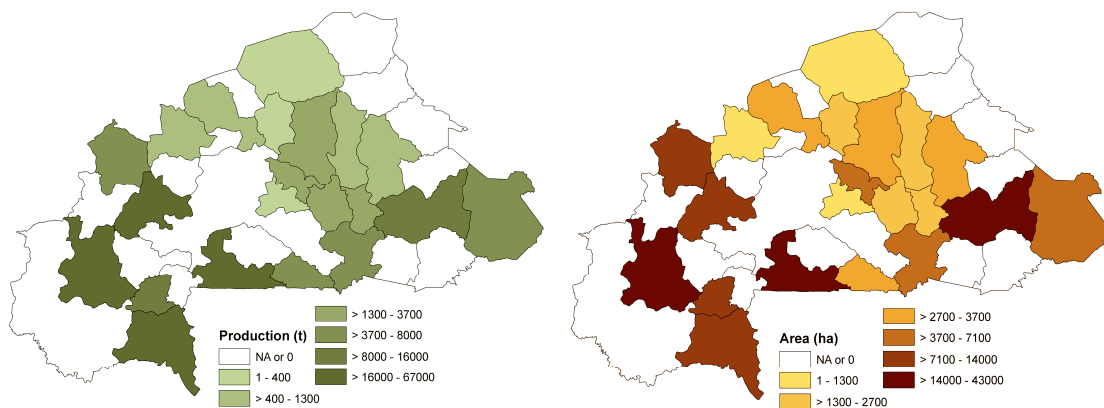 Production (t)
NA or 0
1 - 400
> 400 - 1300
> 1300 - 3700
> 3700 - 8000
> 8000 - 16000
> 16000 - 67000
Area (ha)
NA or 0
1 - 1300
> 1300 - 2700
> 2700 - 3700
> 3700 - 7100
> 7100 - 14000
> 14000 - 43000